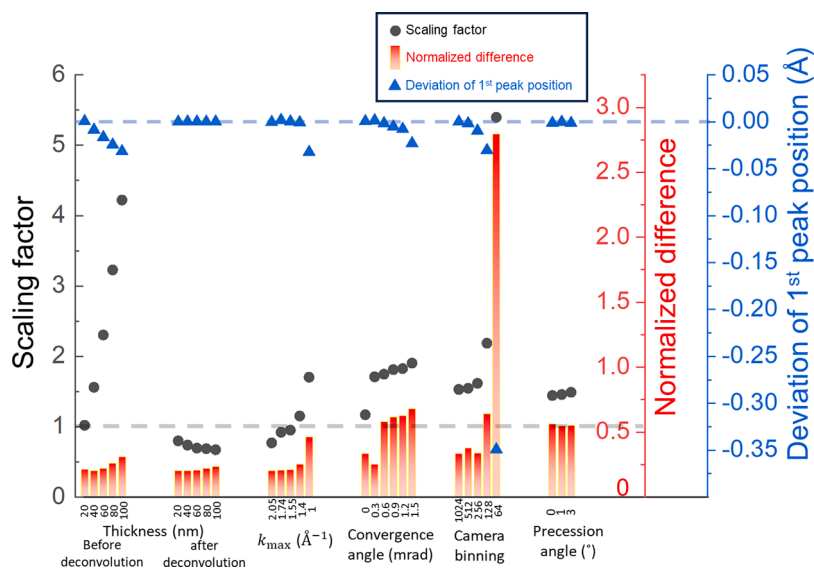 Scaling factor
Normalized difference
Deviation of 1st peak position
6
5
4
3
2
1
0
Scaling factor
3.0
2.5
2.0
1.5
1.0
0.5
0
Normalized difference
0.05
0.00
-0.05
-0.10
-0.15
-0.20
-0.25
-0.30
-0.35
Deviation of 1st peak position (Å)
20 40 60 80 100
20 40 60 80 100
2.05 1.74 1.55 1.4 1
0 0.3 0.6 0.9 1.2 1.5
1024 512 256 128 64
0 1 3
Thickness (nm)
Before
deconvolution
after
deconvolution
kmax (Å⁻¹)
Convergence
angle (mrad)
Camera
binning
Precession
angle (˚)